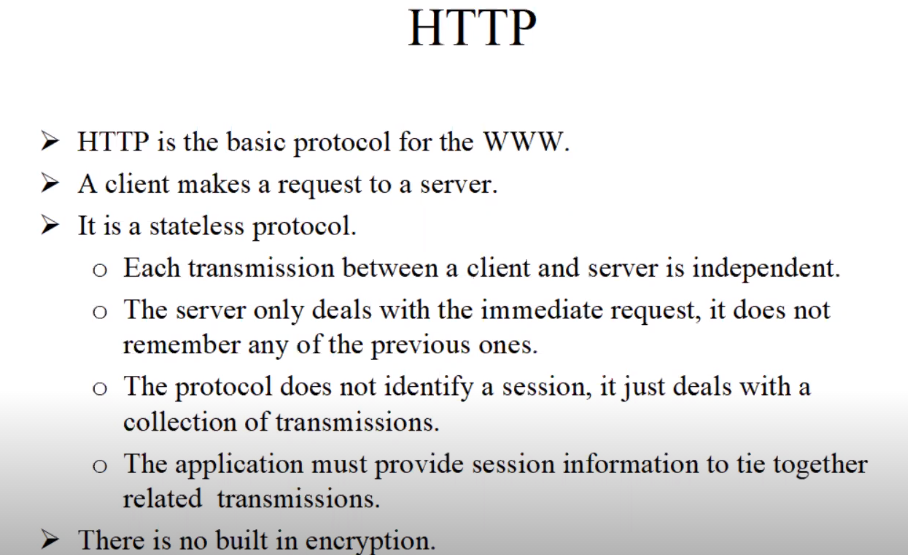 HTTP
➢ HTTP is the basic protocol for the WWW.
➢ A client makes a request to a server.
➢ It is a stateless protocol.
o Each transmission between a client and server is independent.
o The server only deals with the immediate request, it does not
remember any of the previous ones.
o The protocol does not identify a session, it just deals with a
collection of transmissions.
o The application must provide session information to tie together
related transmissions.
➢ There is no built in encryption.